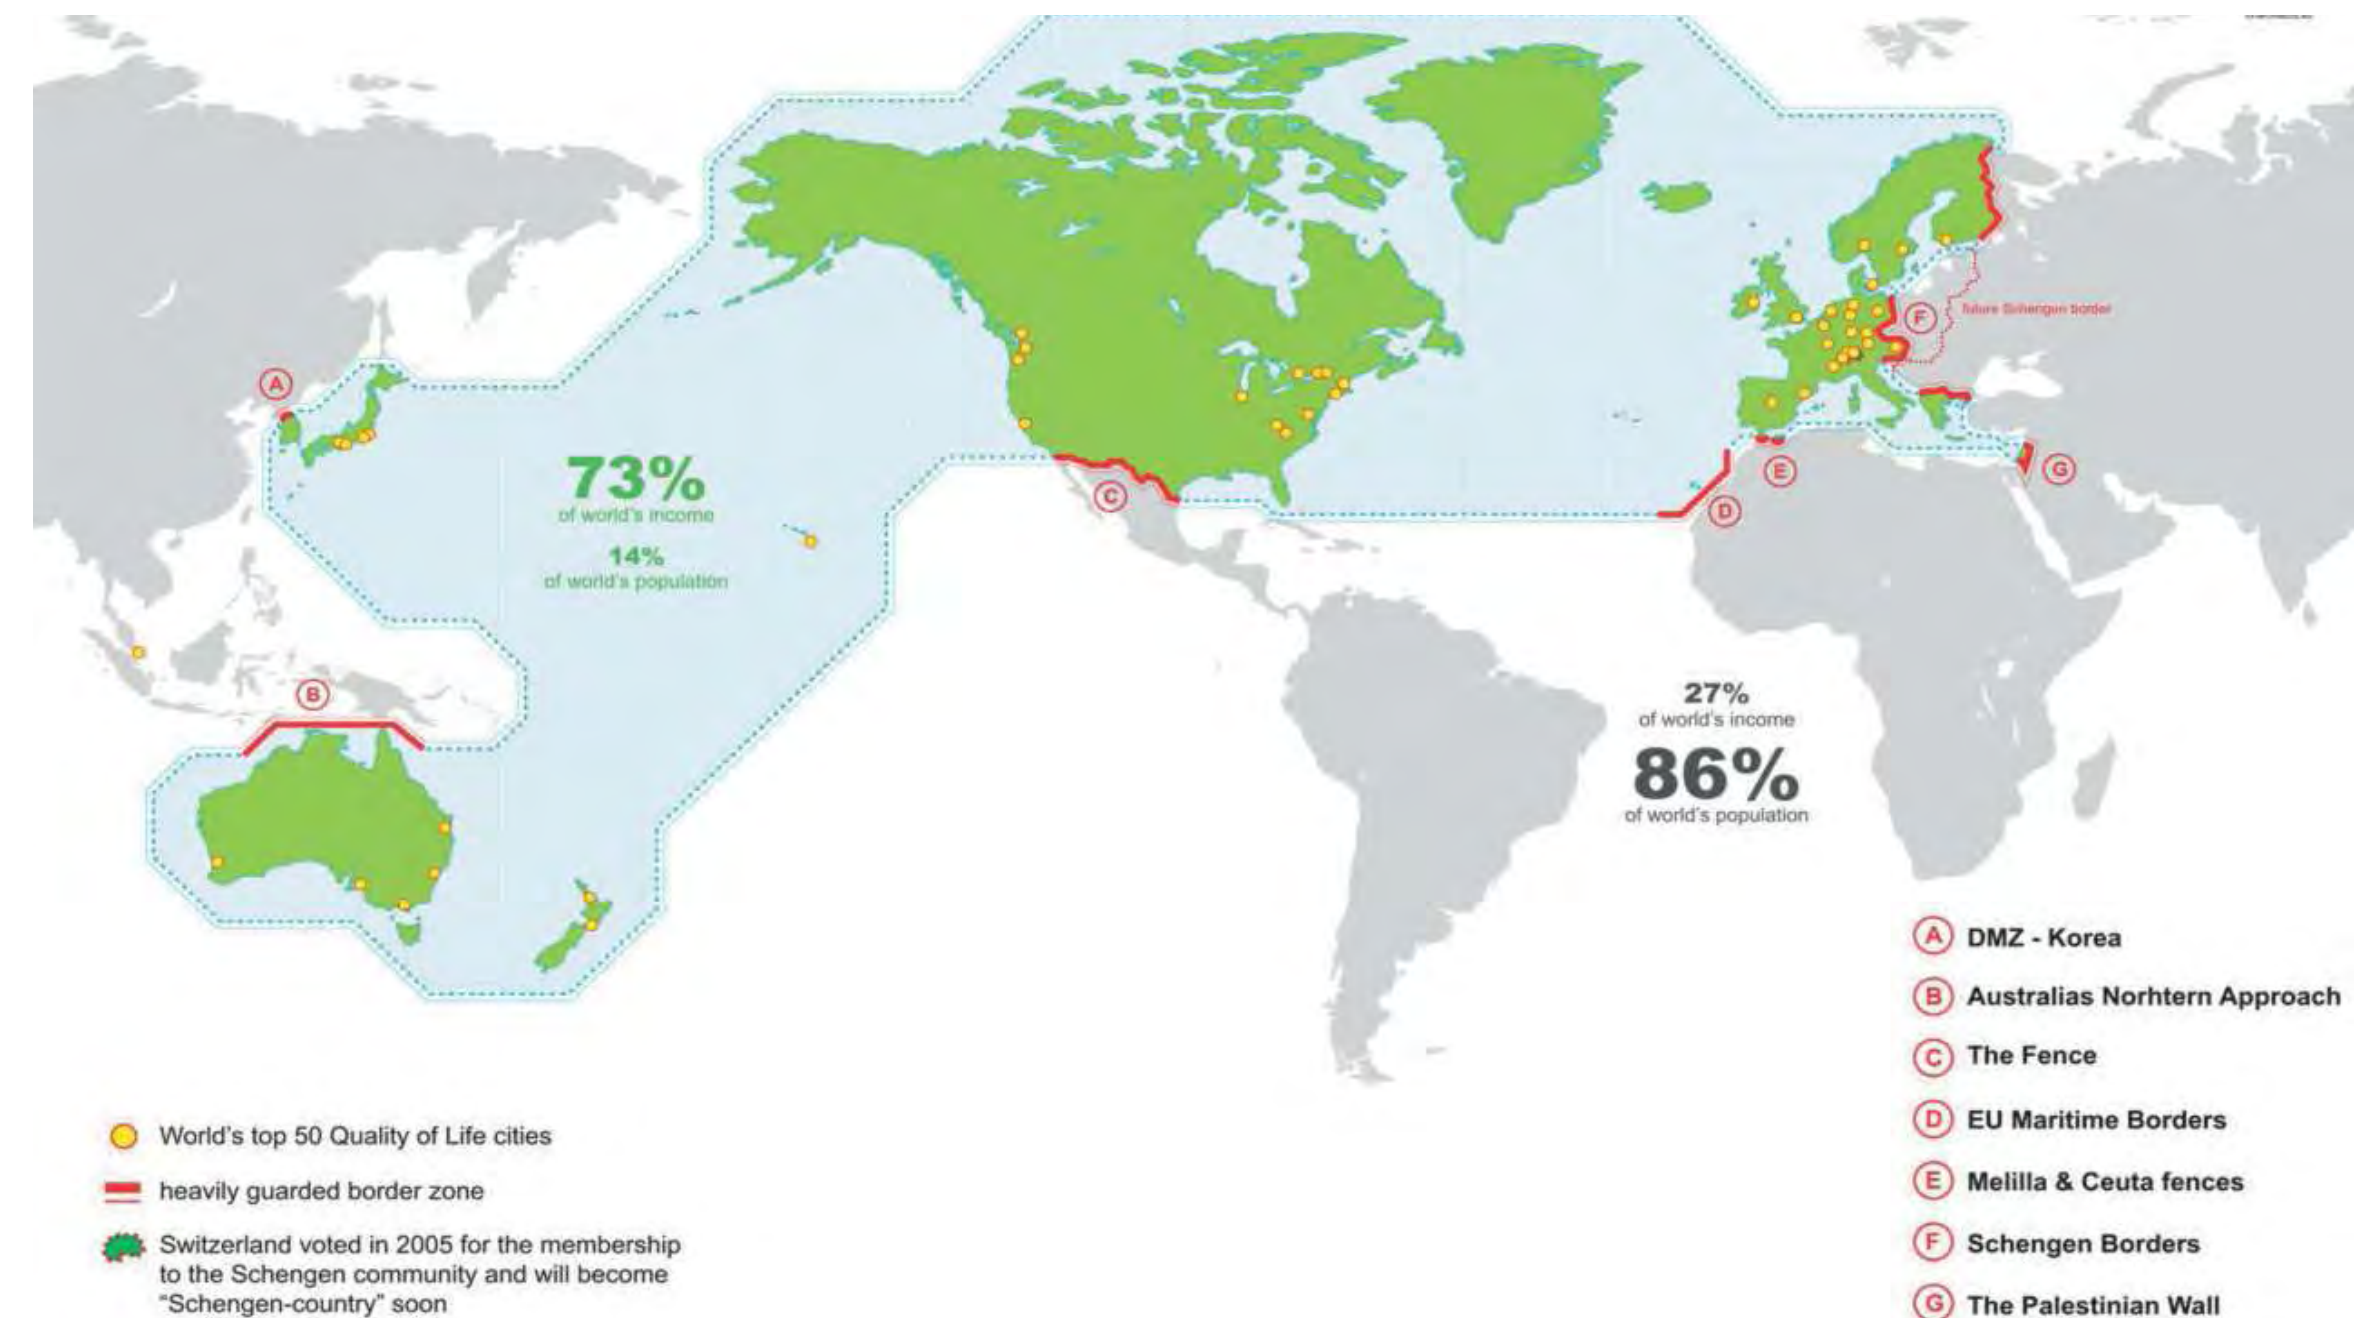 A
future Schengen border
F
73%
of world's income
14%
of world's population
C
E
G
D
B
27%
of world's income
86%
of world's population
A DMZ - Korea
B Australias Norhtern Approach
C The Fence
D EU Maritime Borders
E Melilla & Ceuta fences
F Schengen Borders
G The Palestinian Wall
World's top 50 Quality of Life cities
heavily guarded border zone
Switzerland voted in 2005 for the membership
to the Schengen community and will become
“Schengen-country” soon